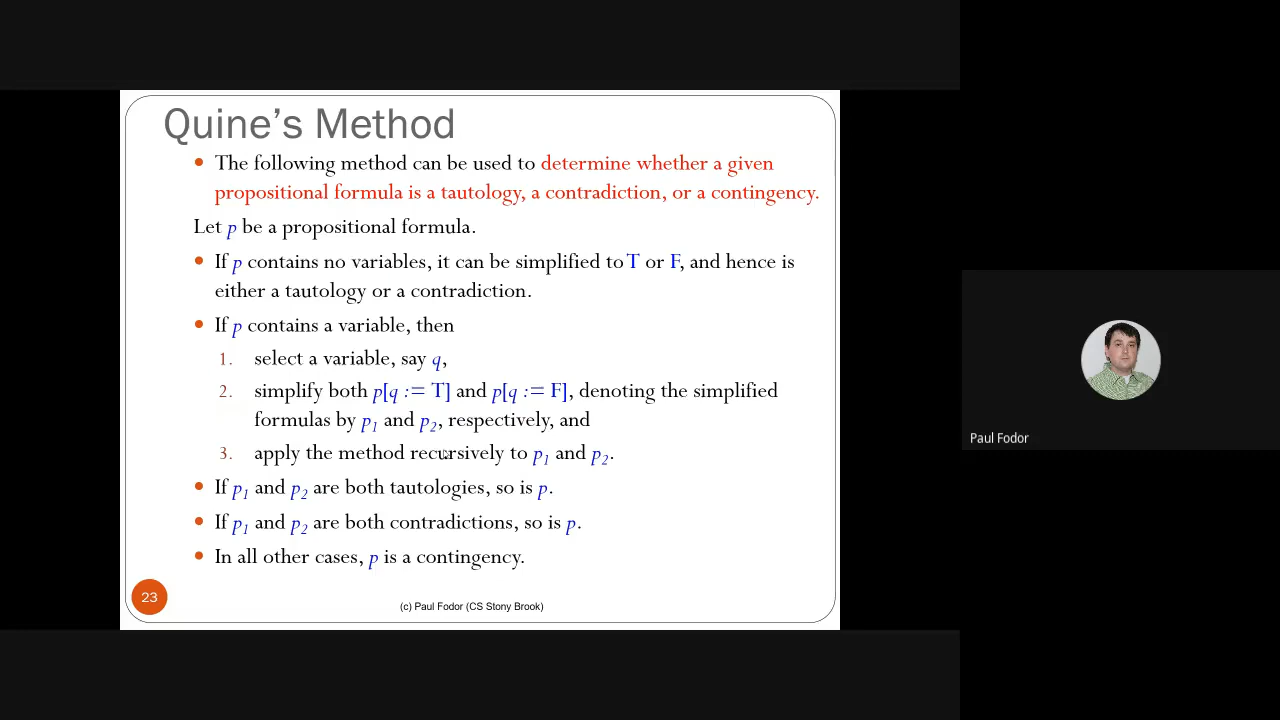 Quine's Method
• The following method can be used to determine whether a given
propositional formula is a tautology, a contradiction, or a contingency.
Let p be a propositional formula.
• If p contains no variables, it can be simplified to T or F, and hence is
either a tautology or a contradiction.
• If p contains a variable, then
1. select a variable, say q,
2. simplify both p[q := T] and p[q := F], denoting the simplified
formulas by p1 and p2, respectively, and
3. apply the method recursively to p1 and p2.
• If p1 and p2 are both tautologies, so is p.
• If p1 and p2 are both contradictions, so is p.
• In all other cases, p is a contingency.
23
(c) Paul Fodor (CS Stony Brook)
Paul Fodor